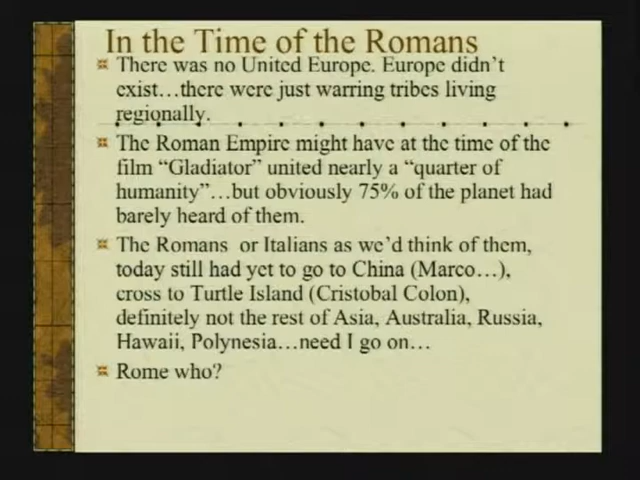 In the Time of the Romans
There was no United Europe. Europe didn't
exist…there were just warring tribes living
regionally.
The Roman Empire might have at the time of the
film “Gladiator” united nearly a “quarter of
humanity”…but obviously 75% of the planet had
barely heard of them.
The Romans or Italians as we'd think of them,
today still had yet to go to China (Marco…),
cross to Turtle Island (Cristobal Colon),
definitely not the rest of Asia, Australia, Russia,
Hawaii, Polynesia…need I go on…
Rome who?